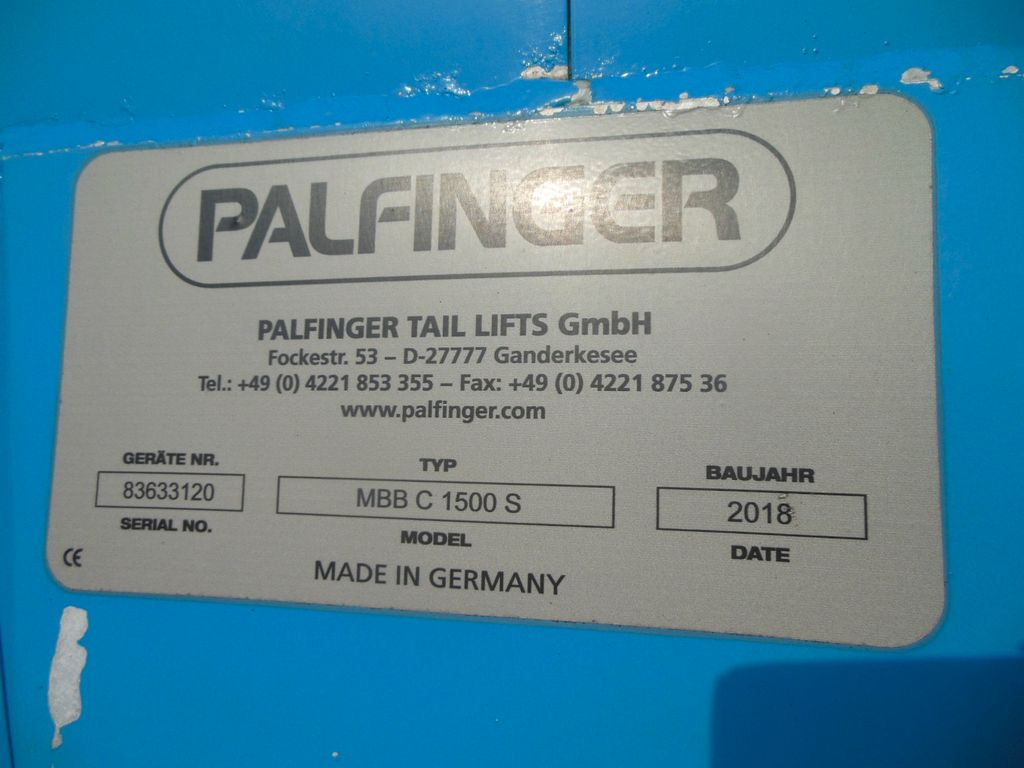 PALFINGER
PALFINGER TAIL LIFTS GmbH
Fockestr. 53 – D-27777 Ganderkesee
Tel.: +49 (0) 4221 853 355 – Fax: +49 (0) 4221 875 36
www.palfinger.com
GERÄTE NR. TYP BAUJAHR
83633120 MBB C 1500 S 2018
SERIAL NO. MODEL DATE
CE MADE IN GERMANY